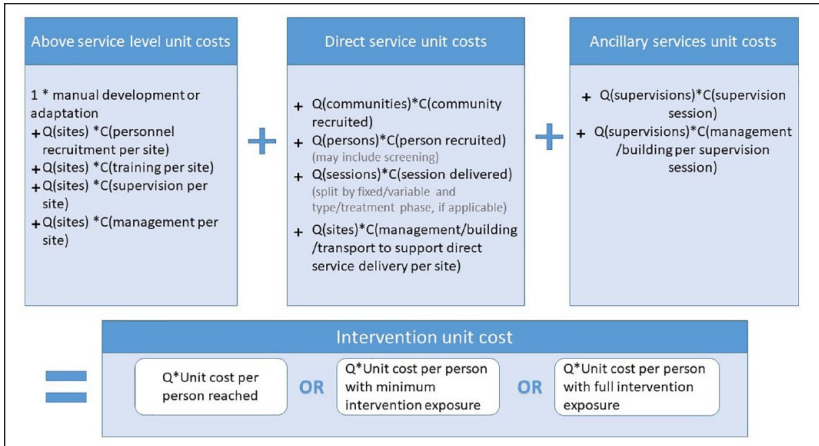 Above service level unit costs
1 * manual development or
adaptation
+ Q(sites) *C(personnel
recruitment per site)
+ Q(sites) *C(training per site)
+ Q(sites) *C(supervision per
site)
+ Q(sites) *C(management per
site)
+
Direct service unit costs
+ Q(communities)*C(community
recruited)
+ Q(persons)*C(person recruited)
(may include screening)
+ Q(sessions)*C(session delivered)
(split by fixed/variable and
type/treatment phase, if applicable)
+ Q(sites)*C(management/building
/transport to support direct
service delivery per site)
+
Ancillary services unit costs
+ Q(supervisions)*C(supervision
session)
+ Q(supervisions)*C(management
/building per supervision
session)
=
Intervention unit cost
Q*Unit cost per
person reached
OR
Q*Unit cost per person
with minimum
intervention exposure
OR
Q*Unit cost per person
with full intervention
exposure